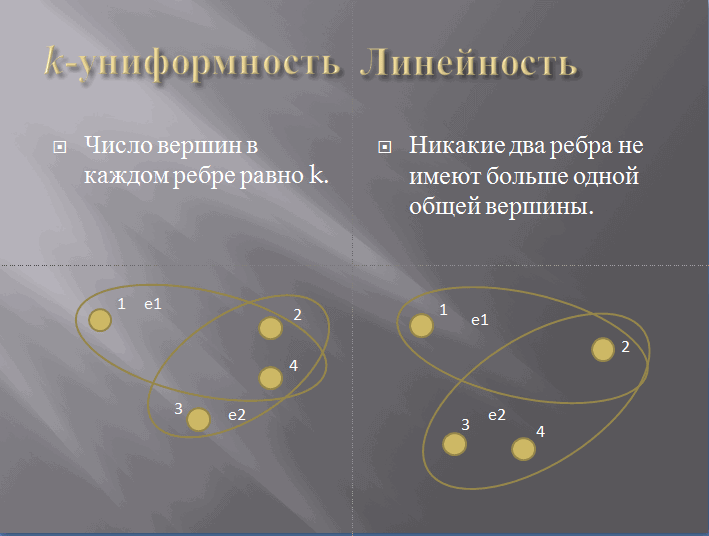 k-униформность
Число вершин в
каждом ребре равно k.
1 e1
2
4
3 e2
Линейность
Никакие два ребра не
имеют больше одной
общей вершины.
1
e1
2
3 e2
4